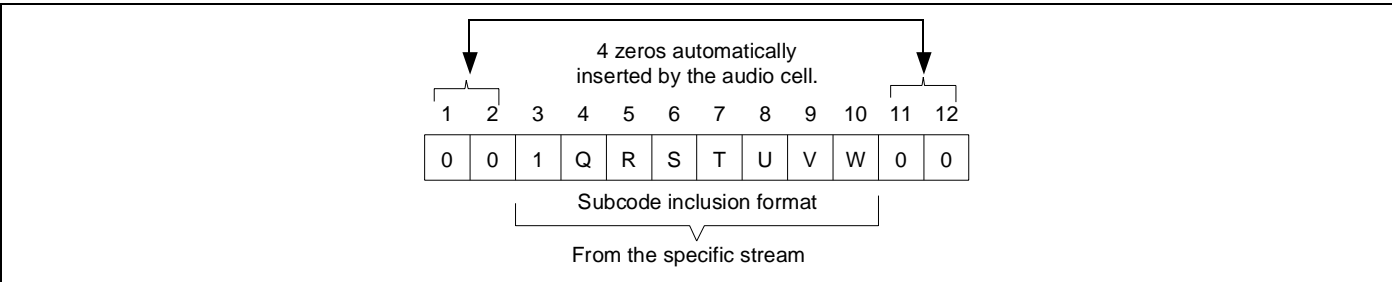 4 zeros automatically
inserted by the audio cell.
1 2 3 4 5 6 7 8 9 10 11 12
0 0 1 Q R S T U V W 0 0
Subcode inclusion format
From the specific stream